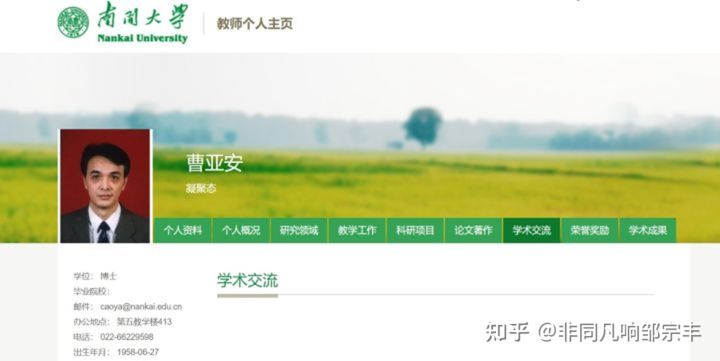 南開大學
Nankai University
教师个人主页
曹亚安
凝聚态
个人资料 个人概况 研究领域 教学工作 科研项目 论文著作 学术交流 荣誉奖励 学术成果
学术交流
学位： 博士
毕业院校：
邮件： caoya@nankai.edu.cn
办公地点： 第五教学楼413
电话： 022-66229598
出生年月： 1958-06-27
知乎 @非同凡响邹宗丰